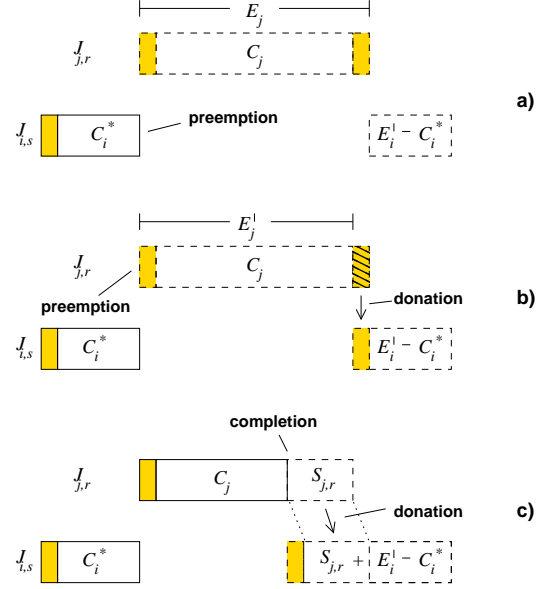 E_j
J_{j,r} C_j
a)
J_{i,s} C_i^* preemption E_i^| − C_i^*
E_j^|
J_{j,r} C_j
preemption donation b)
J_{i,s} C_i^* E_i^| − C_i^*
completion
J_{j,r} C_j S_{j,r}
donation c)
J_{i,s} C_i^* S_{j,r} + E_i^| − C_i^*